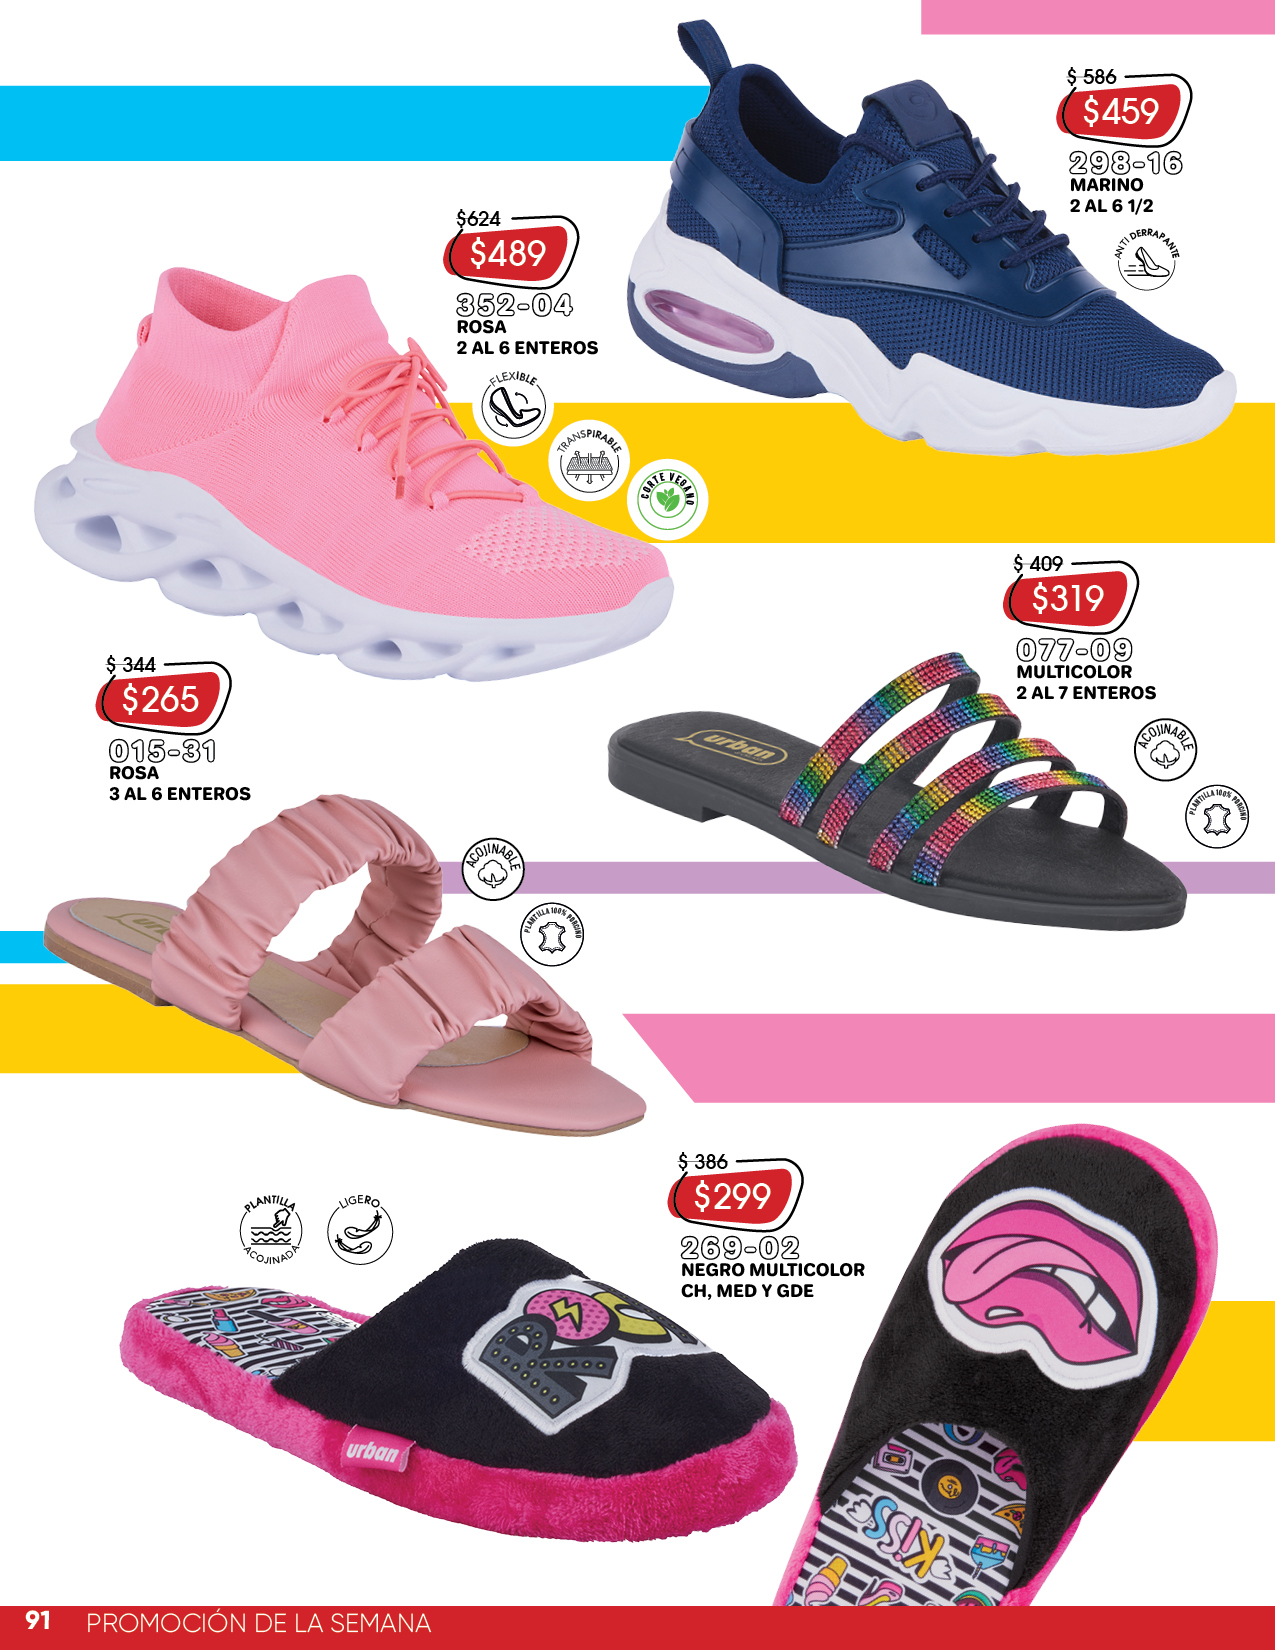 $ 586
$459
298-16
MARINO
2 AL 6 1/2
ANTI DERRAPANTE
$624
$489
352-04
ROSA
2 AL 6 ENTEROS
FLEXÍBLE
TRANSPIRABLE
CORTE VEGANO
$ 409
$319
077-09
MULTICOLOR
2 AL 7 ENTEROS
ACOJINABLE
PLANTILLA 100% PORCINO
urban
$ 344
$265
015-31
ROSA
3 AL 6 ENTEROS
ACOJINABLE
PLANTILLA 100% PORCINO
urban
$ 386
$299
269-02
NEGRO MULTICOLOR
CH, MED Y GDE
PLANTILLA
ACOJINADA
LIGERO
urban
KISS
91 PROMOCIÓN DE LA SEMANA